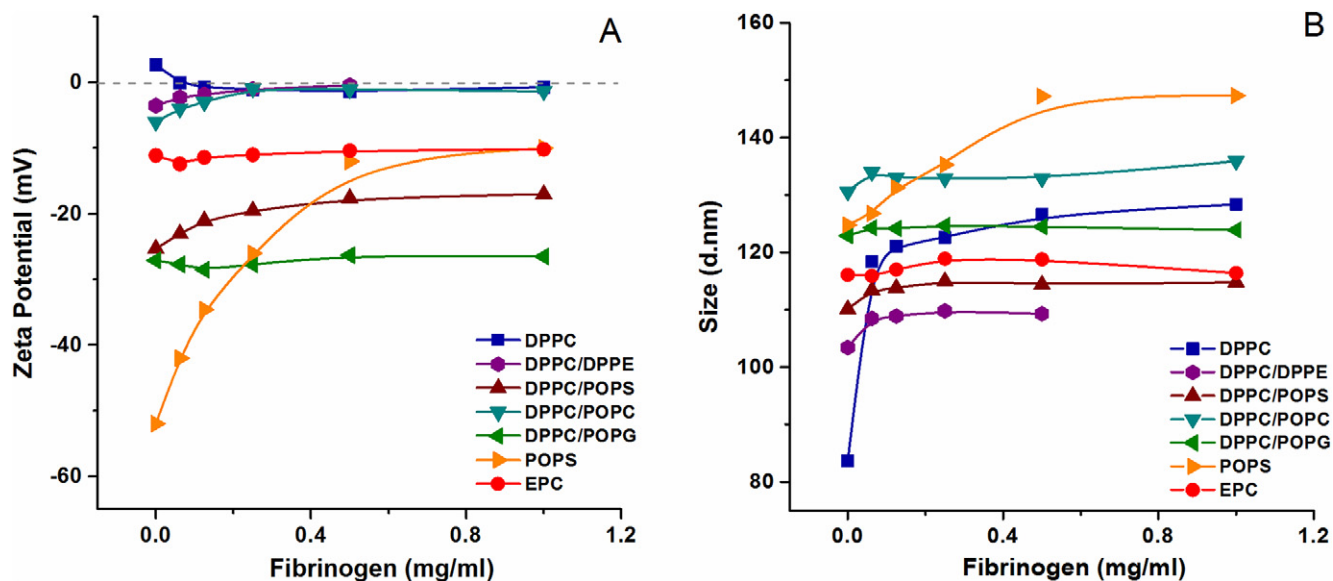 A
Zeta Potential (mV)
0
-20
-40
-60
0.0
0.4
0.8
1.2
Fibrinogen (mg/ml)
DPPC
DPPC/DPPE
DPPC/POPS
DPPC/POPC
DPPC/POPG
POPS
EPC
B
Size (d.nm)
160
140
120
100
80
0.0
0.4
0.8
1.2
Fibrinogen (mg/ml)
DPPC
DPPC/DPPE
DPPC/POPS
DPPC/POPC
DPPC/POPG
POPS
EPC